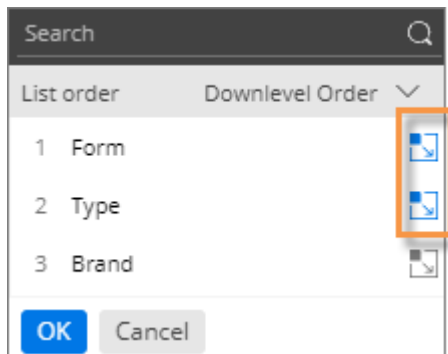 Search
List order Downlevel Order
1 Form
2 Type
3 Brand
OK Cancel